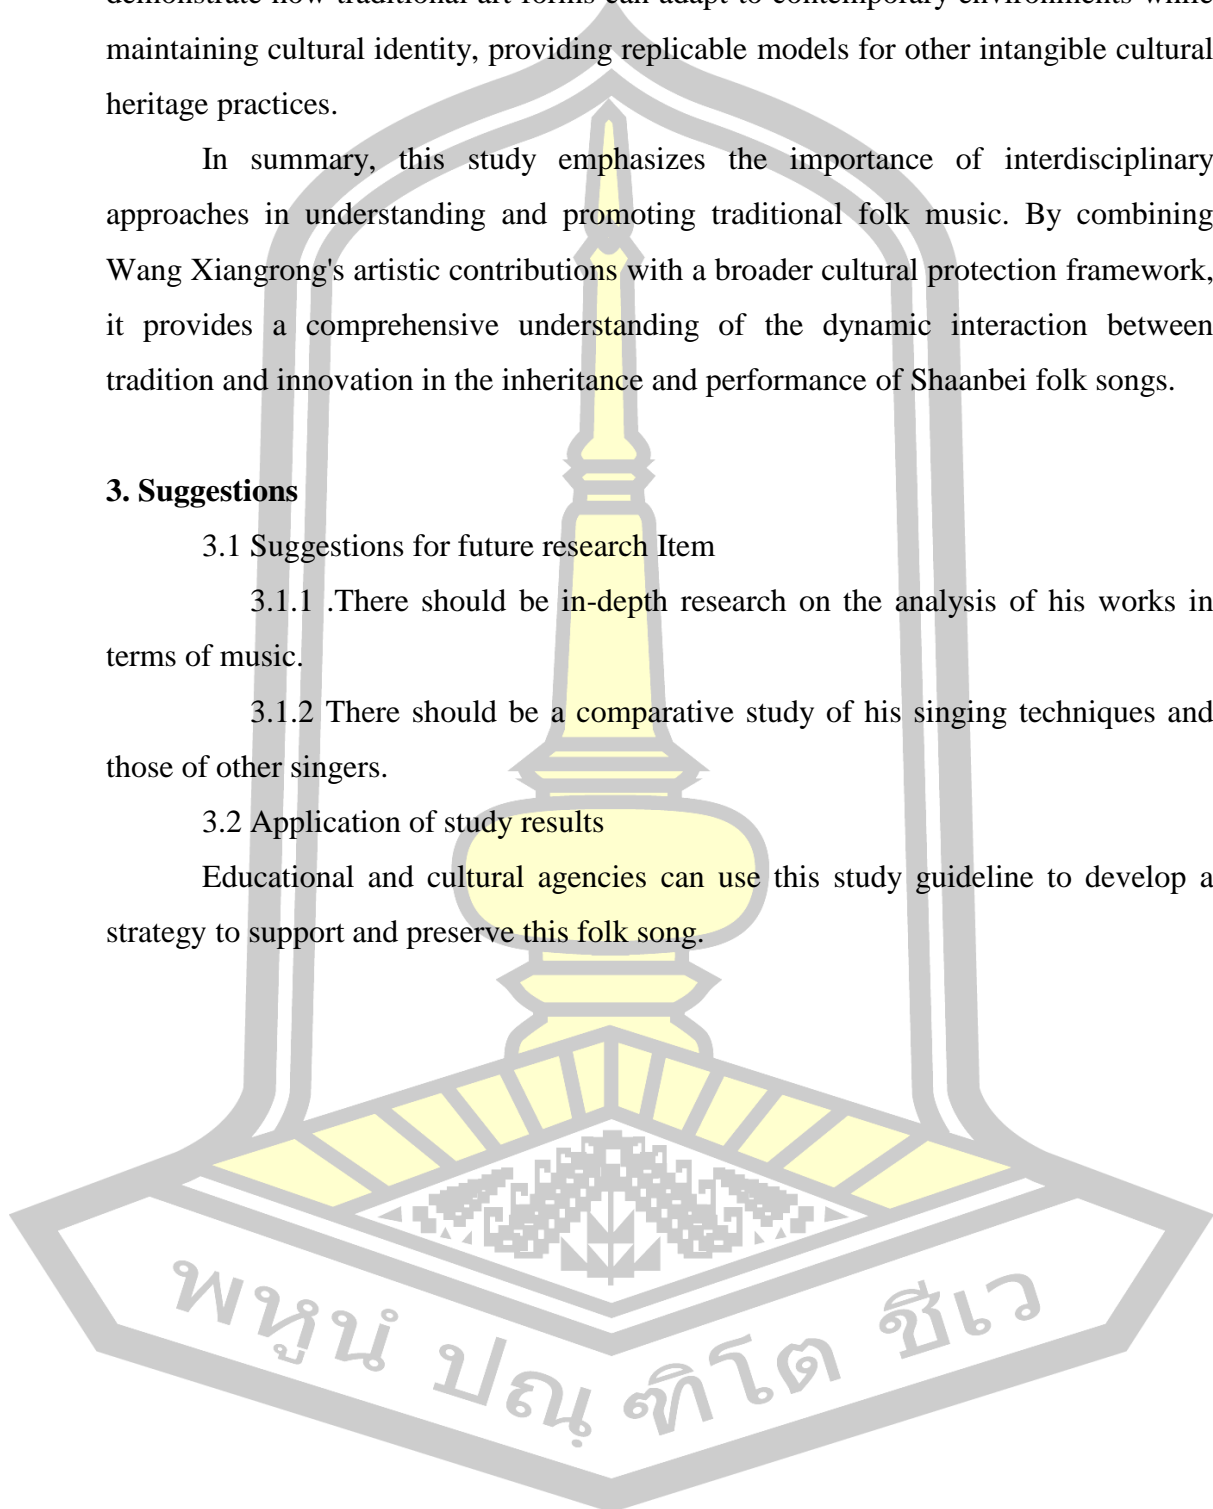 demonstrate how traditional art forms can adapt to contemporary environments while
maintaining cultural identity, providing replicable models for other intangible cultural
heritage practices.
In summary, this study emphasizes the importance of interdisciplinary
approaches in understanding and promoting traditional folk music. By combining
Wang Xiangrong's artistic contributions with a broader cultural protection framework,
it provides a comprehensive understanding of the dynamic interaction between
tradition and innovation in the inheritance and performance of Shaanbei folk songs.
3. Suggestions
3.1 Suggestions for future research Item
3.1.1 .There should be in-depth research on the analysis of his works in
terms of music.
3.1.2 There should be a comparative study of his singing techniques and
those of other singers.
3.2 Application of study results
Educational and cultural agencies can use this study guideline to develop a
strategy to support and preserve this folk song.
พหูนํ ปณฺฑิโต ชีเว